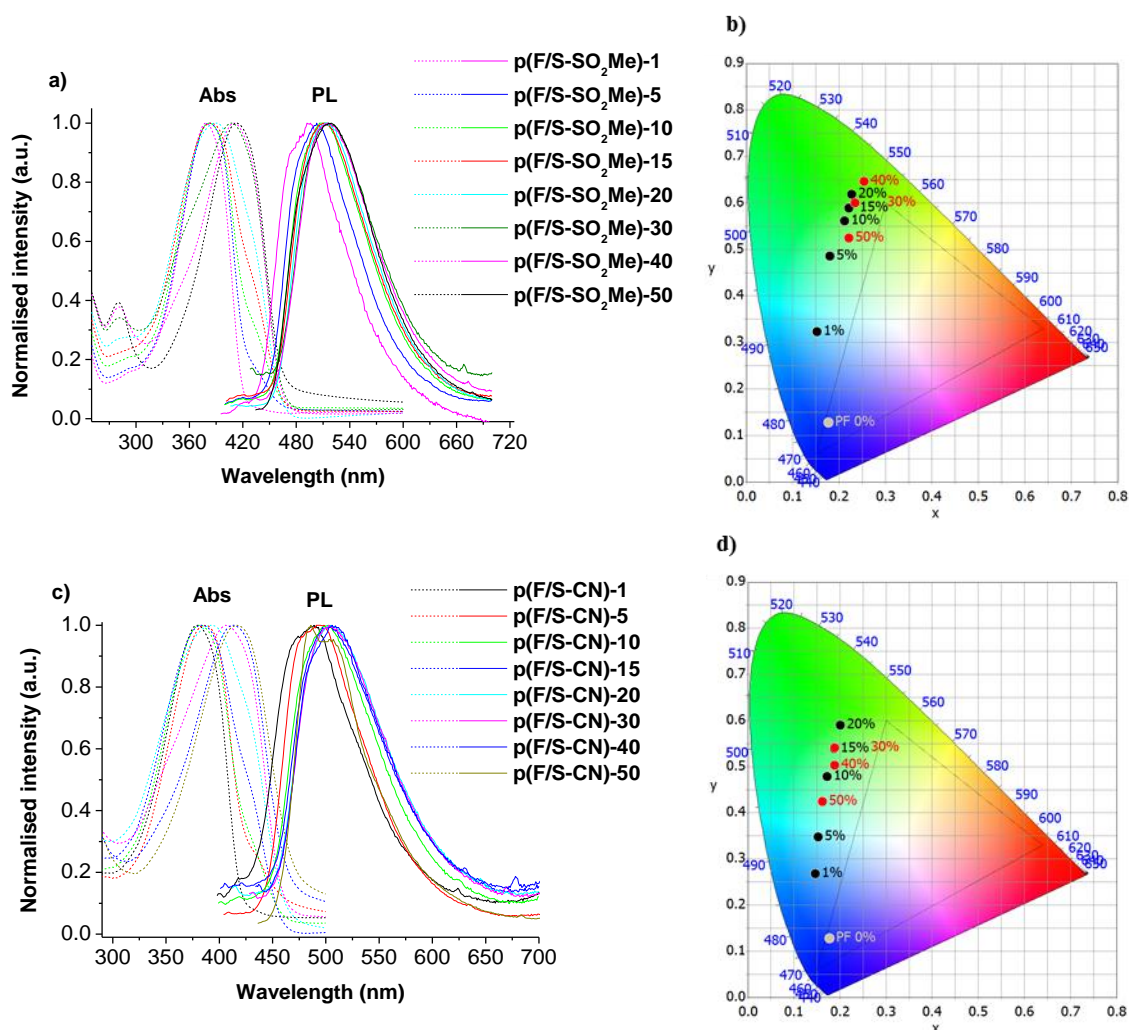 a)
Abs
PL
p(F/S-SO2Me)-1
p(F/S-SO2Me)-5
p(F/S-SO2Me)-10
p(F/S-SO2Me)-15
p(F/S-SO2Me)-20
p(F/S-SO2Me)-30
p(F/S-SO2Me)-40
p(F/S-SO2Me)-50
Normalised intensity (a.u.)
1.0
0.8
0.6
0.4
0.2
0.0
300 360 420 480 540 600 660 720
Wavelength (nm)
b)
0.9
0.8
0.7
0.6
0.5
y
0.4
0.3
0.2
0.1
0.0
0.0 0.1 0.2 0.3 0.4 0.5 0.6 0.7 0.8
x
520
530
540
510
550
560
570
500
580
590
600
610
620
630
650
490
480
470
460
40%
20%
30%
15%
10%
50%
5%
1%
PF 0%
c)
Abs
PL
p(F/S-CN)-1
p(F/S-CN)-5
p(F/S-CN)-10
p(F/S-CN)-15
p(F/S-CN)-20
p(F/S-CN)-30
p(F/S-CN)-40
p(F/S-CN)-50
Normalised intensity (a.u.)
1.0
0.8
0.6
0.4
0.2
0.0
300 350 400 450 500 550 600 650 700
Wavelength (nm)
d)
0.9
0.8
0.7
0.6
0.5
y
0.4
0.3
0.2
0.1
0.0
0.0 0.1 0.2 0.3 0.4 0.5 0.6 0.7 0.8
x
520
530
540
510
550
560
570
500
580
590
600
610
620
630
650
490
480
470
460
20%
15% 30%
40%
10%
50%
5%
1%
PF 0%